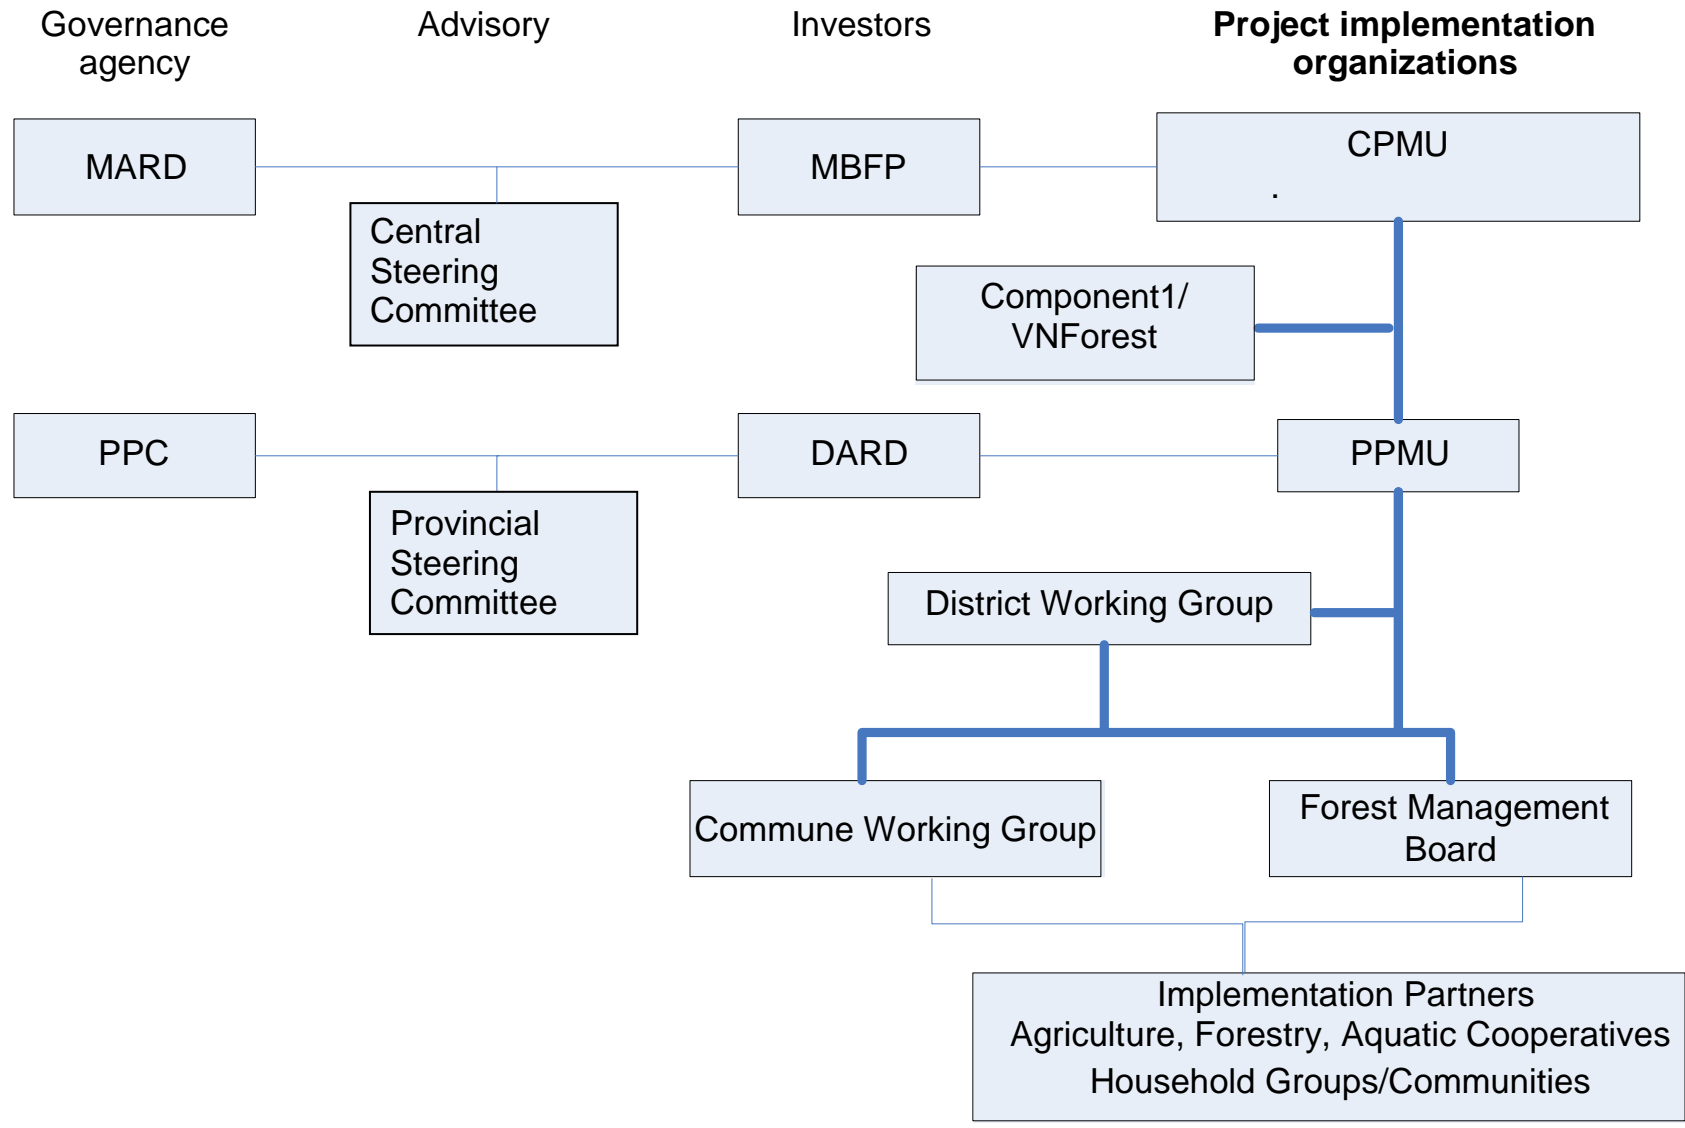 Governance
agency
Advisory
Investors
Project implementation
organizations
MARD
MBFP
CPMU
.
Central
Steering
Committee
Component1/
VNForest
PPC
DARD
PPMU
Provincial
Steering
Committee
District Working Group
Commune Working Group
Forest Management
Board
Implementation Partners
Agriculture, Forestry, Aquatic Cooperatives
Household Groups/Communities